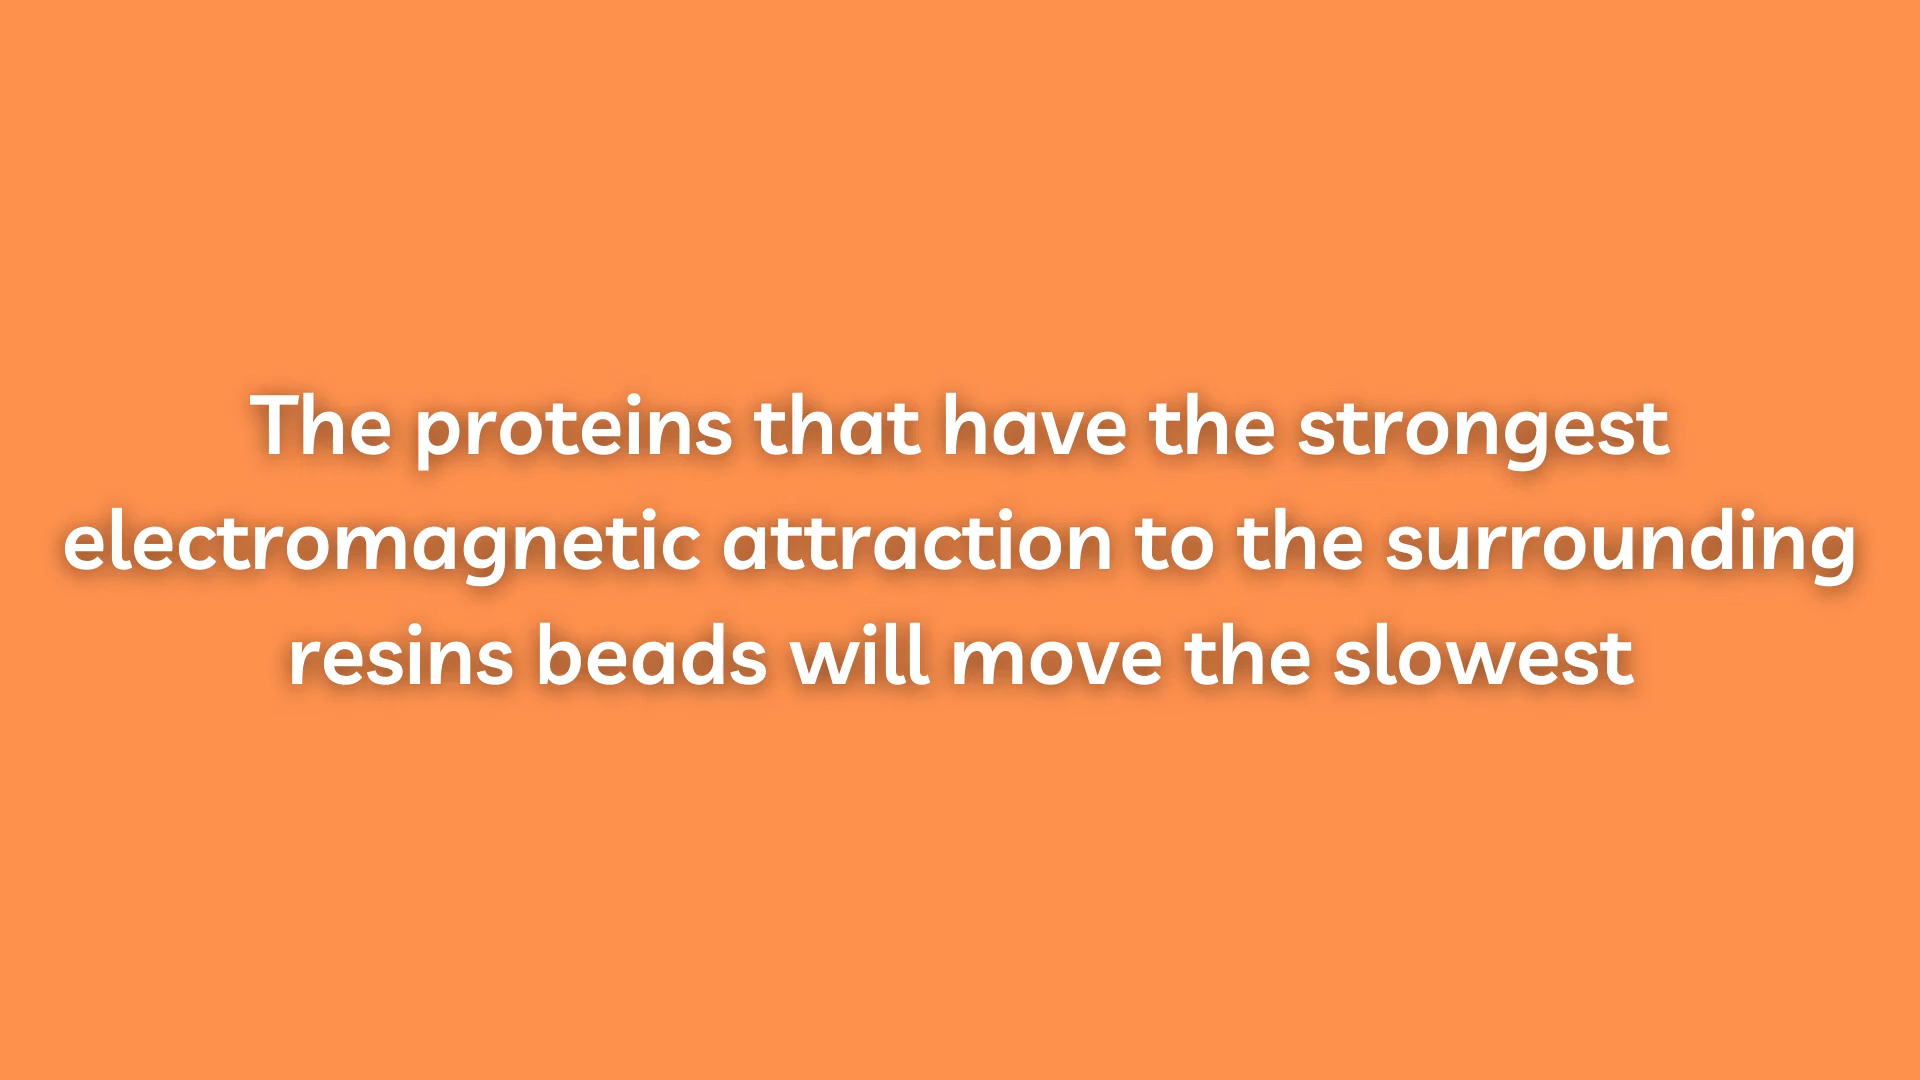 The proteins that have the strongest
electromagnetic attraction to the surrounding
resins beads will move the slowest